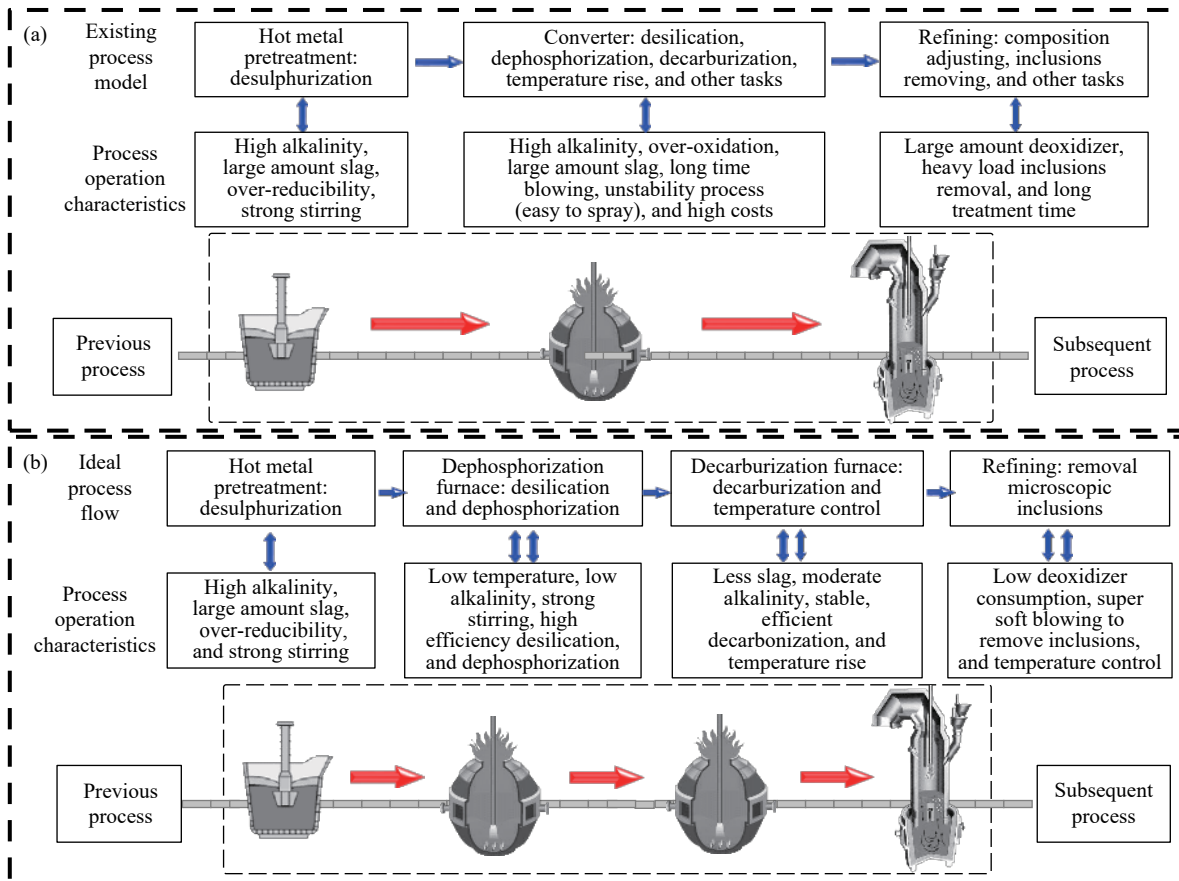 (a)
Existing
process
model
Hot metal
pretreatment:
desulphurization
Converter: desilication,
dephosphorization, decarburization,
temperature rise, and other tasks
Refining: composition
adjusting, inclusions
removing, and other tasks
Process
operation
characteristics
High alkalinity,
large amount slag,
over-reducibility,
strong stirring
High alkalinity, over-oxidation,
large amount slag, long time
blowing, unstability process
(easy to spray), and high costs
Large amount deoxidizer,
heavy load inclusions
removal, and long
treatment time
Previous
process
Subsequent
process
(b)
Ideal
process
flow
Hot metal
pretreatment:
desulphurization
Dephosphorization
furnace: desilication
and dephosphorization
Decarburization furnace:
decarburization and
temperature control
Refining: removal
microscopic
inclusions
Process
operation
characteristics
High alkalinity,
large amount slag,
over-reducibility,
and strong stirring
Low temperature, low
alkalinity, strong
stirring, high
efficiency desilication,
and dephosphorization
Less slag, moderate
alkalinity, stable,
efficient
decarbonization, and
temperature rise
Low deoxidizer
consumption, super
soft blowing to
remove inclusions,
and temperature control
Previous
process
Subsequent
process